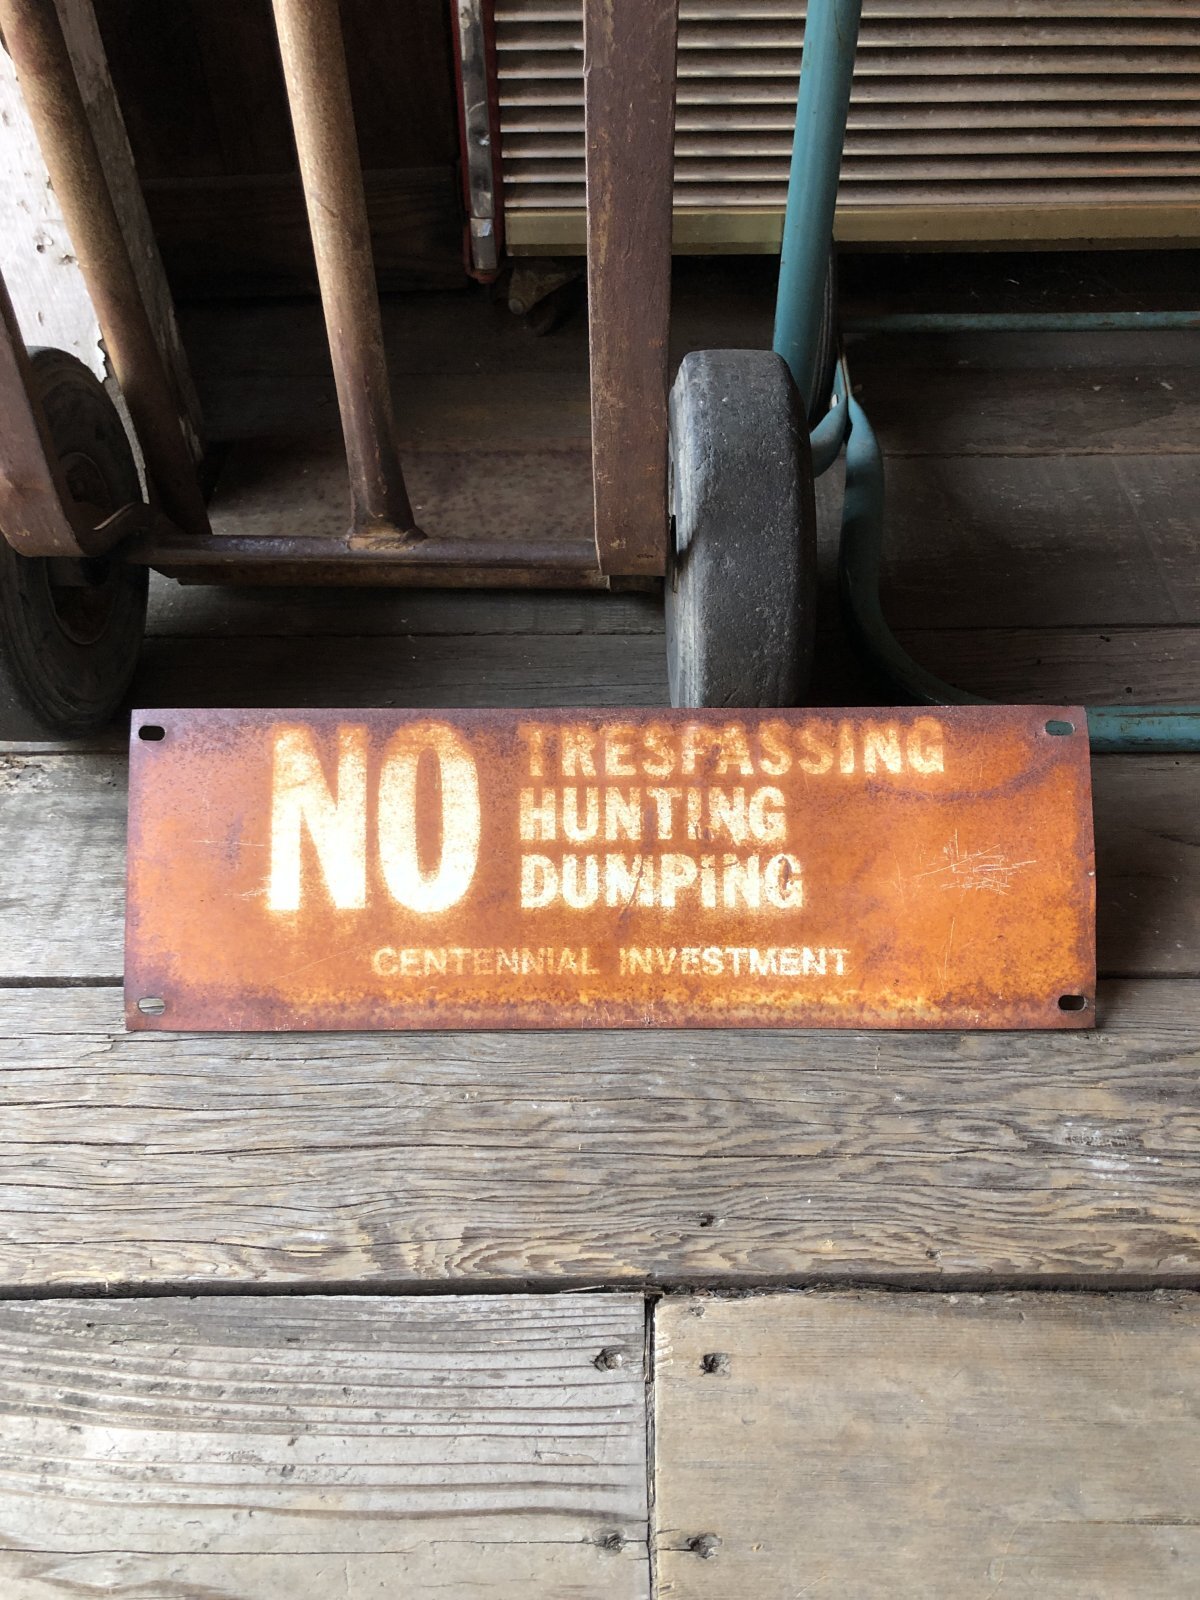 NO TRESPASSING
HUNTING
DUMPING
CENTENNIAL INVESTMENT